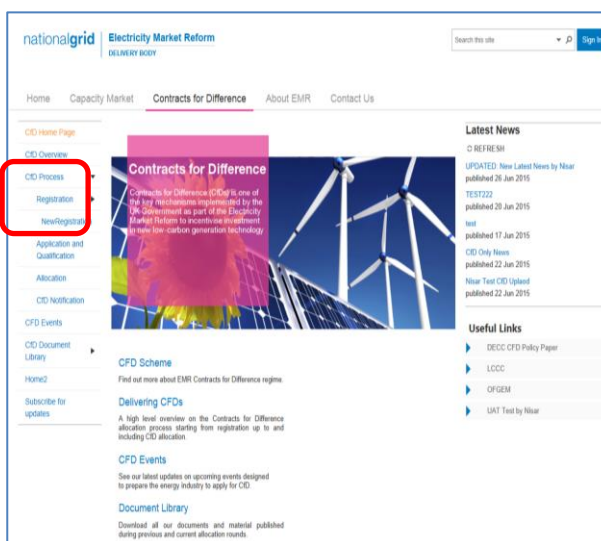 nationalgrid
Electricity Market Reform
DELIVERY BODY
Search this site
Sign In
Home Capacity Market Contracts for Difference About EMR Contact Us
CfD Home Page
CfD Overview
CfD Process
Registration
NewRegistration
Application and
Qualification
Allocation
CfD Notification
CFD Events
CfD Document
Library
Home2
Subscribe for
updates
Contracts for Difference
Contracts for Difference (CfDs) is one of
the key mechanisms implemented by the
UK Government as part of the Electricity
Market Reform to incentivise investment
in new low-carbon generation technology
CFD Scheme
Find out more about EMR Contracts for Difference regime.
Delivering CFDs
A high level overview on the Contracts for Difference
allocation process starting from registration up to and
including CfD allocation.
CFD Events
See our latest updates on upcoming events designed
to prepare the energy industry to apply for CfD.
Document Library
Download all our documents and material published
during previous and current allocation rounds.
Latest News
REFRESH
UPDATED: New Latest News by Nisar
published 26 Jun 2015
TEST222
published 20 Jun 2015
test
published 17 Jun 2015
CfD Only News
published 22 Jun 2015
Nisar Test CfD Uplaed
published 22 Jun 2015
Useful Links
DECC CFD Policy Paper
LCCC
OFGEM
UAT Test by Nisar